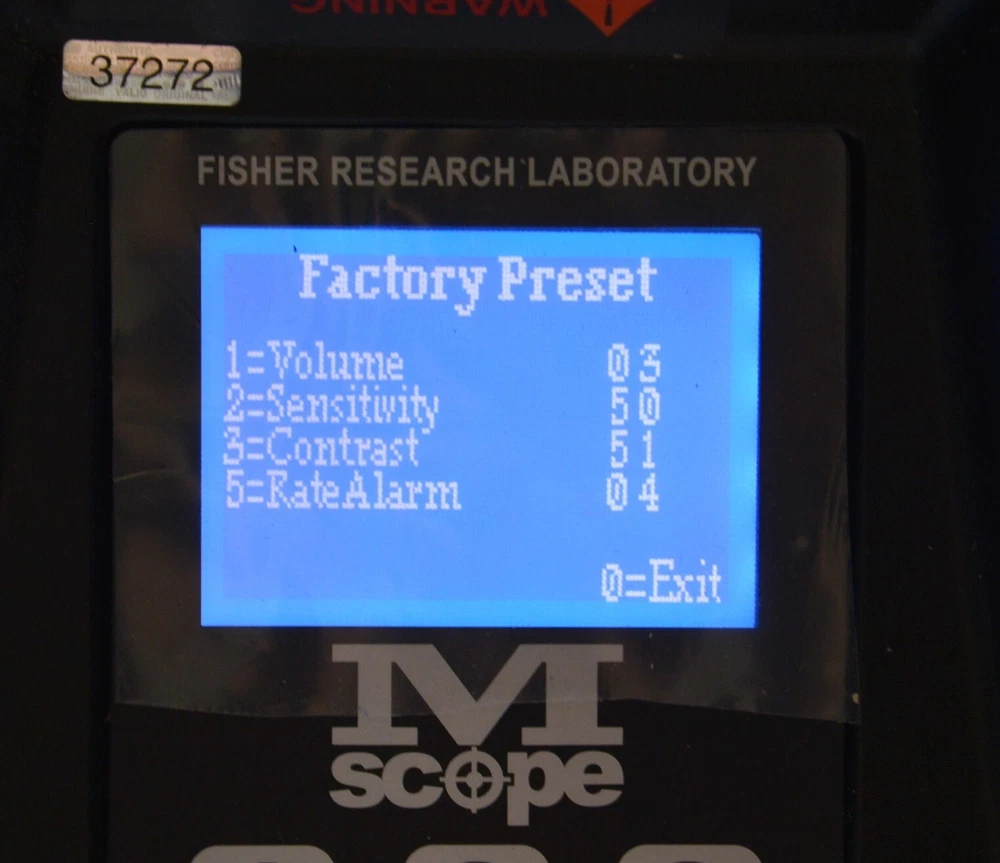 WARNING
37272
FISHER RESEARCH LABORATORY
Factory Preset
1=Volume 03
2=Sensitivity 50
3=Contrast 51
5=RateAlarm 04
0=Exit
M
scope